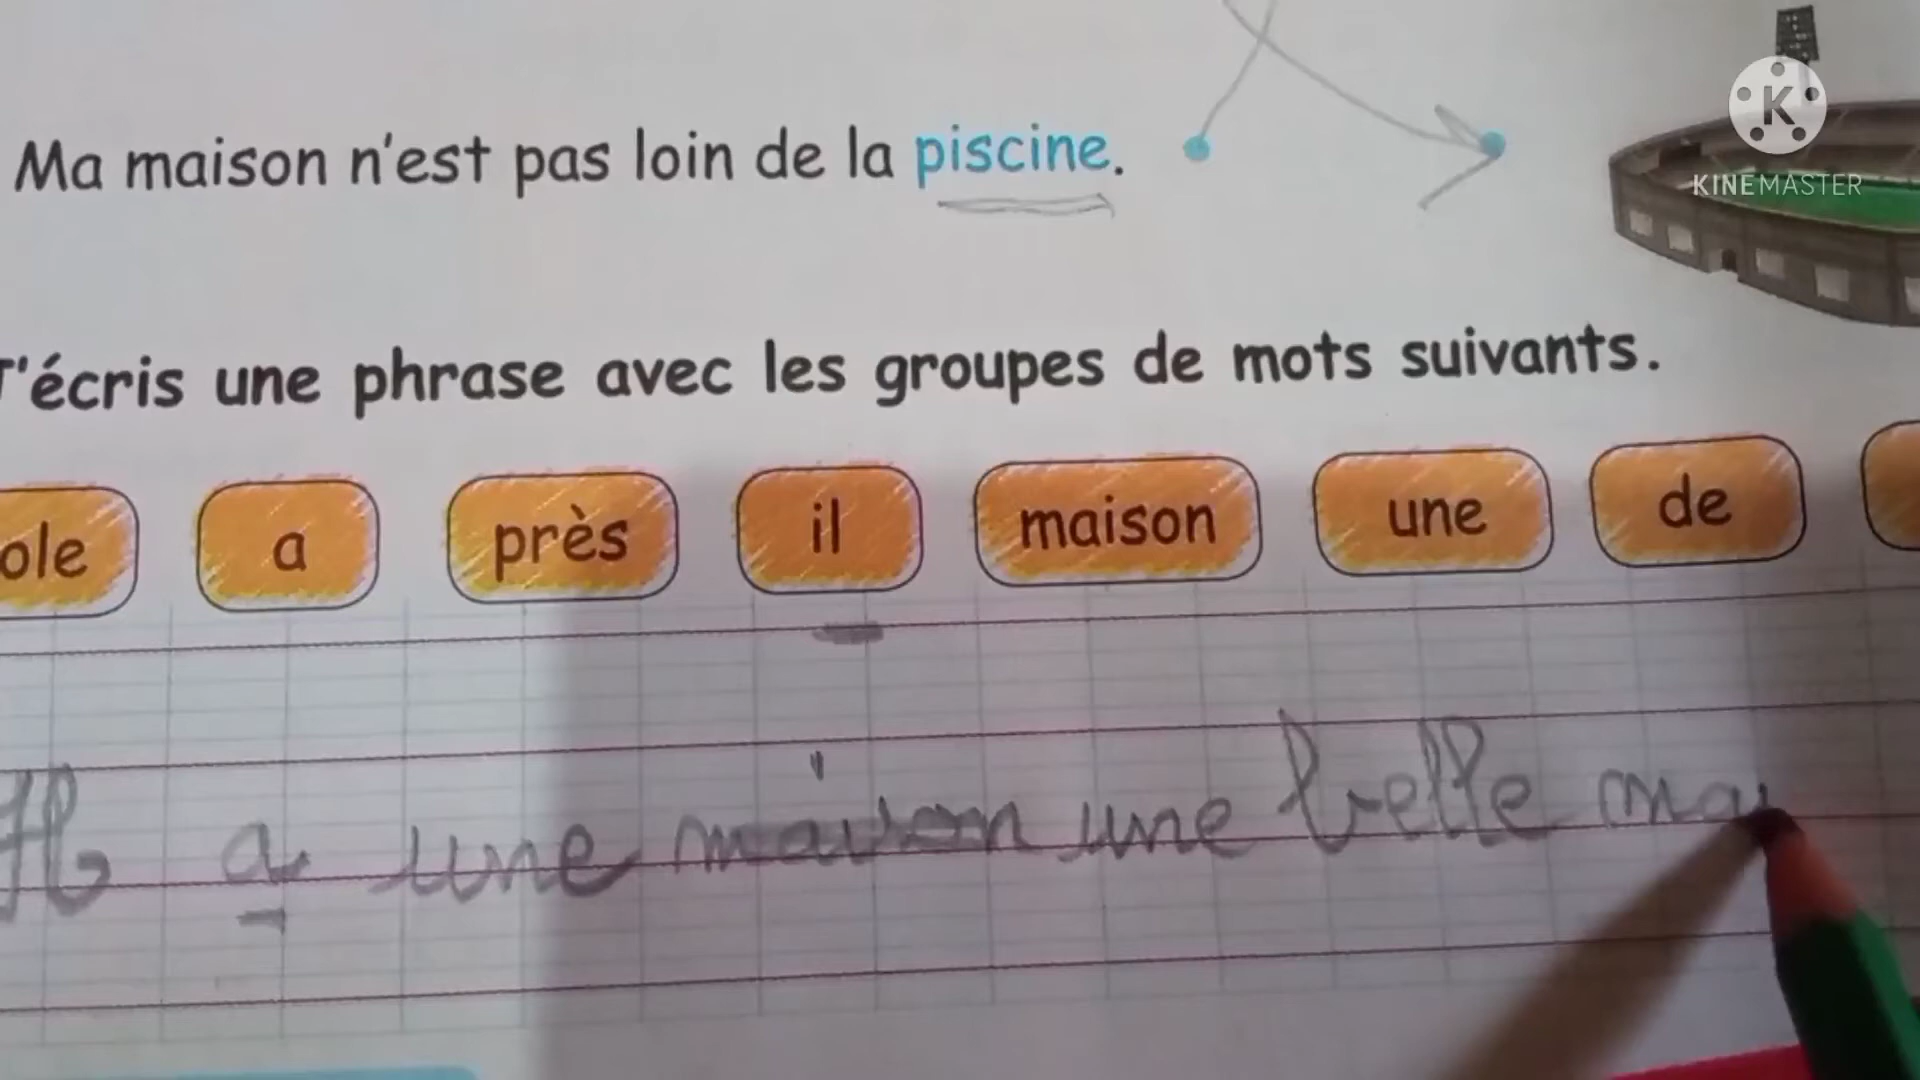 Ma maison n'est pas loin de la piscine.
KINEMASTER
J'écris une phrase avec les groupes de mots suivants.
ole a près il maison une de
Il a une maison une belle mai